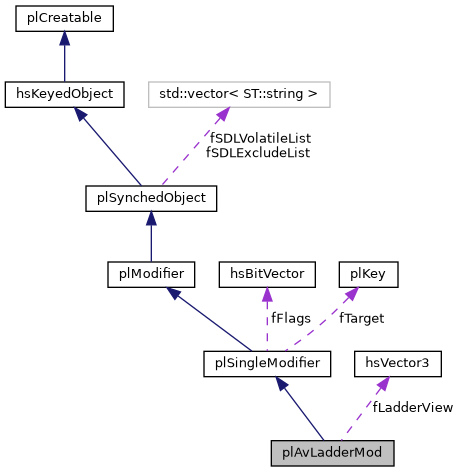 plCreatable
hsKeyedObject
std::vector< ST::string >
fSDLVolatileList
fSDLExcludeList
plSynchedObject
plModifier
hsBitVector
plKey
fFlags
fTarget
plSingleModifier
hsVector3
fLadderView
plAvLadderMod